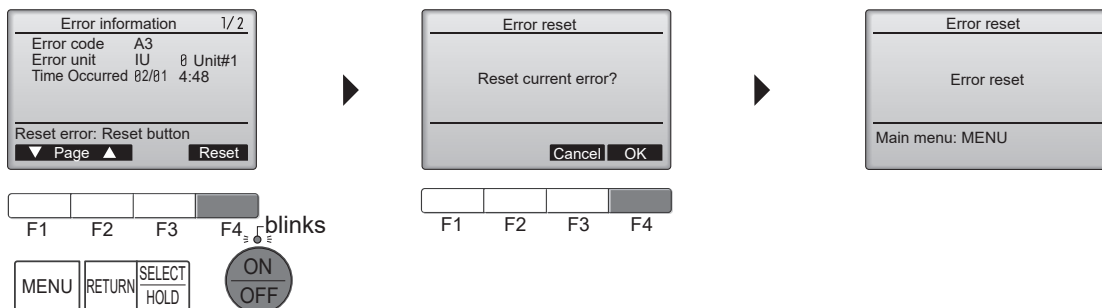 Error information 1/2
Error code A3
Error unit IU 0 Unit#1
Time Occurred 02/01 4:48
Reset error: Reset button
▼ Page ▲ Reset
F1 F2 F3 F4
blinks
MENU RETURN SELECT HOLD ON OFF
Error reset
Reset current error?
Cancel OK
F1 F2 F3 F4
Error reset
Error reset
Main menu: MENU